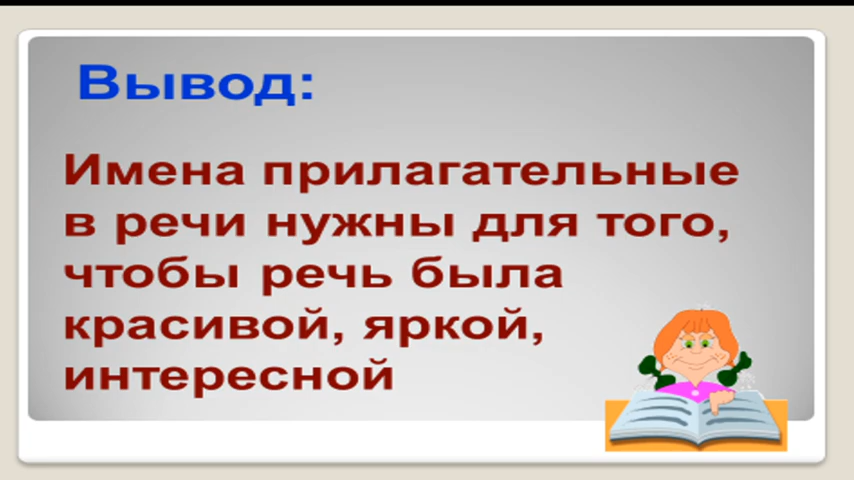 Вывод:
Имена прилагательные
в речи нужны для того,
чтобы речь была
красивой, яркой,
интересной